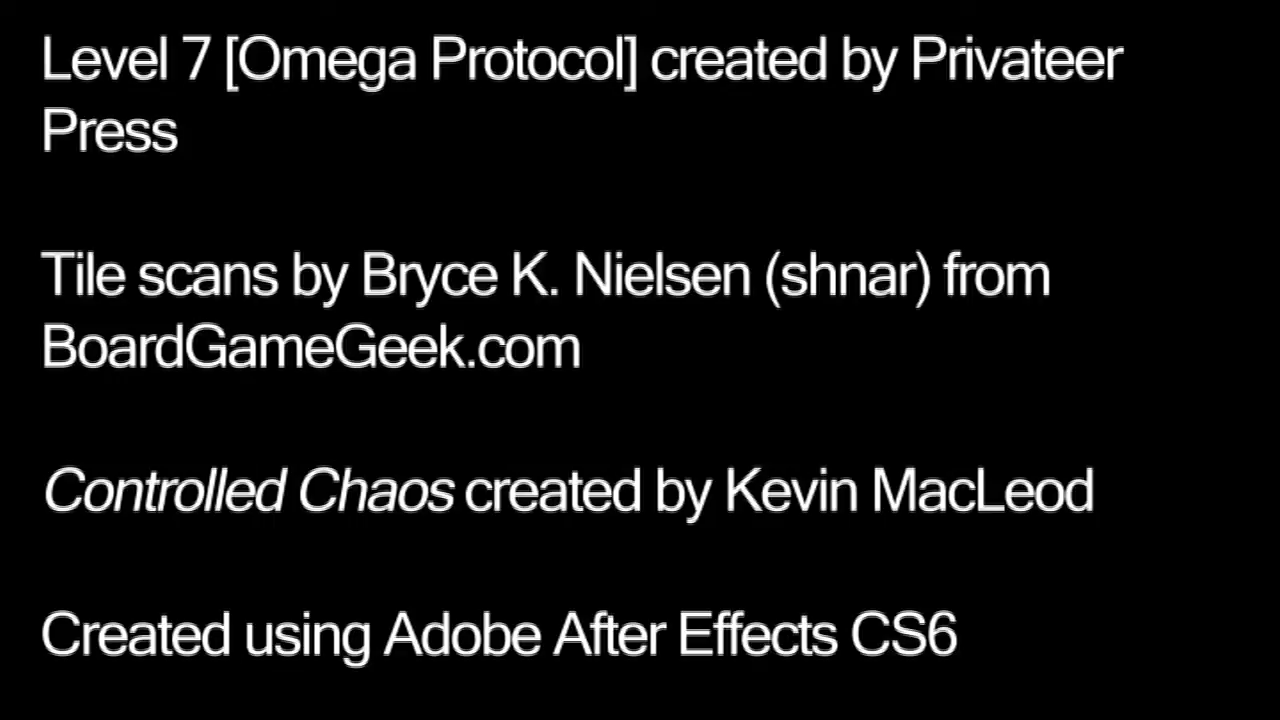 Level 7 [Omega Protocol] created by Privateer
Press
Tile scans by Bryce K. Nielsen (shnar) from
BoardGameGeek.com
Controlled Chaos created by Kevin MacLeod
Created using Adobe After Effects CS6